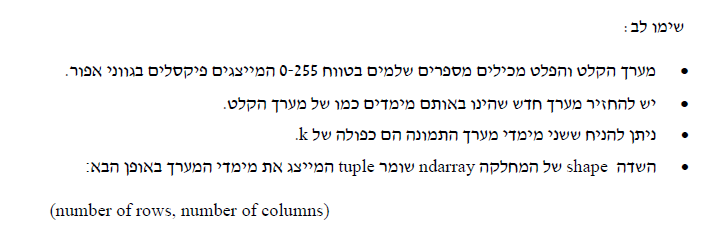 שימו לב:
• מערך הקלט והפלט מכילים מספרים שלמים בטווח 0-255 המייצגים פיקסלים בגווני אפור.
• יש להחזיר מערך חדש שהינו באותם מימדים כמו של מערך הקלט.
• ניתן להניח ששני מימדי מערך התמונה הם כפולה של k.
• השדה shape של המחלקה ndarray שומר tuple המייצג את מימדי המערך באופן הבא:
(number of rows, number of columns)